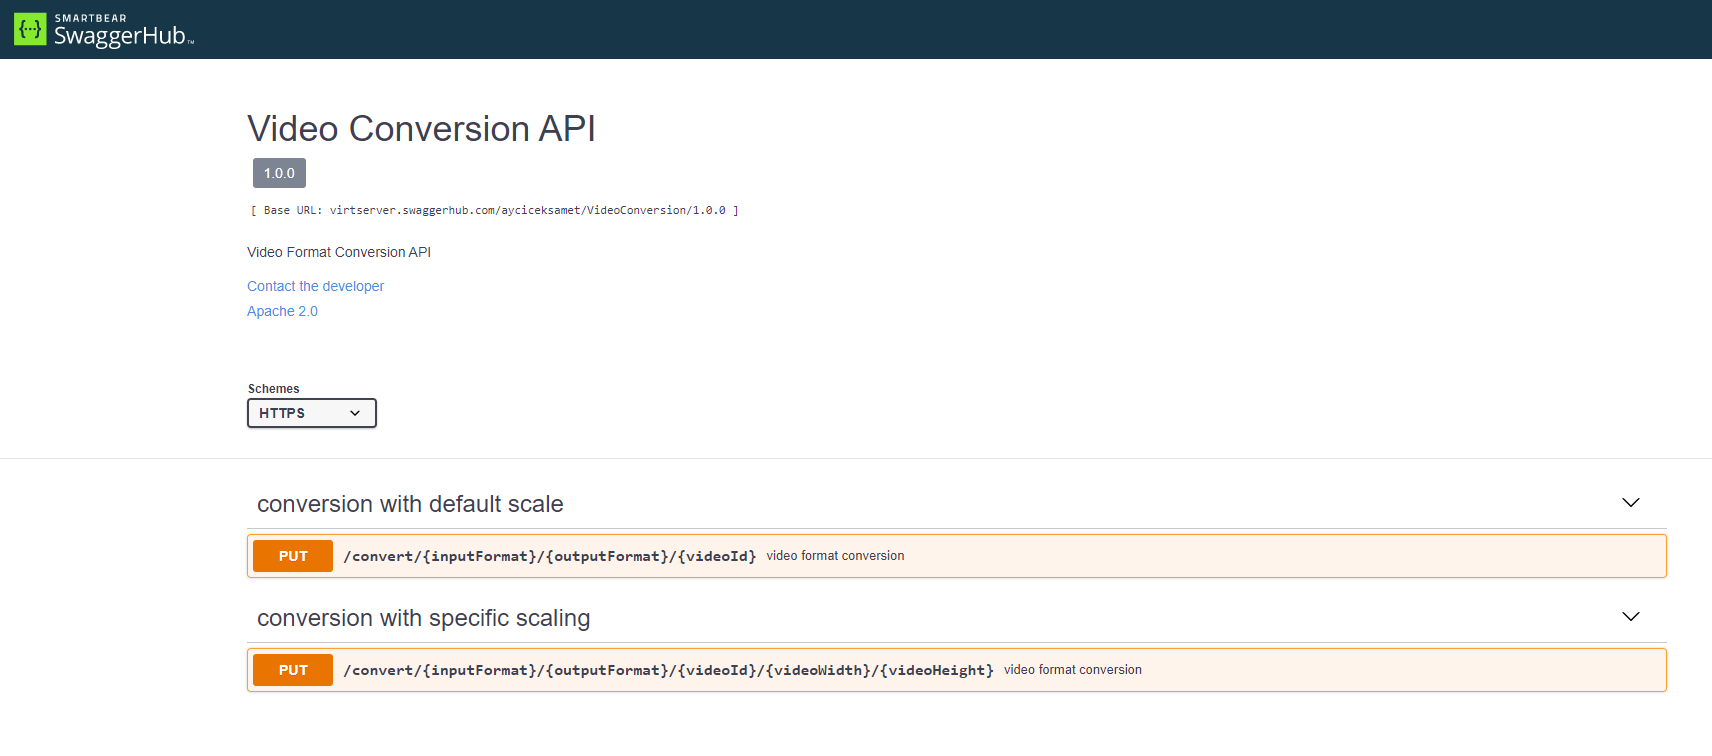 SMARTBEAR
SwaggerHub™
Video Conversion API
1.0.0
[ Base URL: virtserver.swaggerhub.com/ayciceksamet/VideoConversion/1.0.0 ]
Video Format Conversion API
Contact the developer
Apache 2.0
Schemes
HTTPS
conversion with default scale
PUT /convert/{inputFormat}/{outputFormat}/{videoId} video format conversion
conversion with specific scaling
PUT /convert/{inputFormat}/{outputFormat}/{videoId}/{videoWidth}/{videoHeight} video format conversion